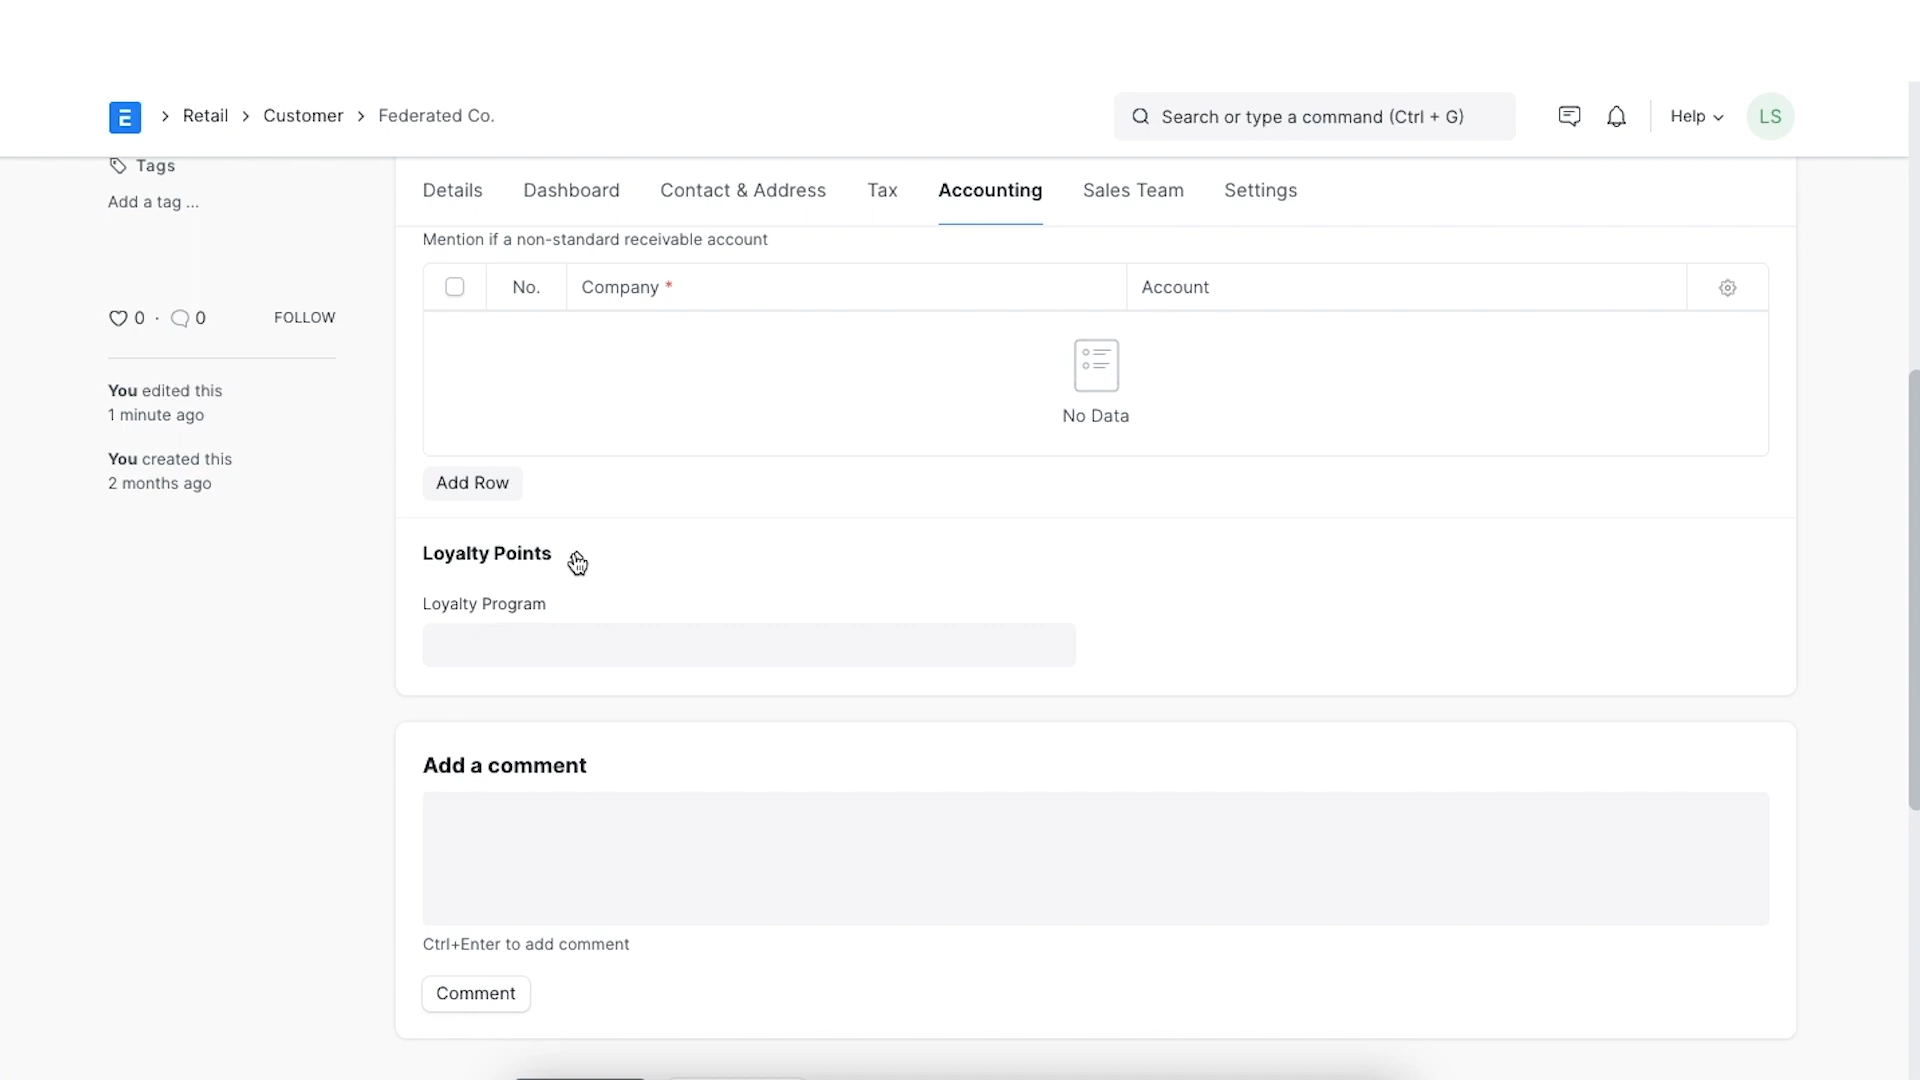 E > Retail > Customer > Federated Co.
Search or type a command (Ctrl + G)
Help
LS
Tags
Add a tag ...
0 · 0
FOLLOW
You edited this
1 minute ago
You created this
2 months ago
Details Dashboard Contact & Address Tax Accounting Sales Team Settings
Mention if a non-standard receivable account
No. Company * Account
No Data
Add Row
Loyalty Points
Loyalty Program
Add a comment
Ctrl+Enter to add comment
Comment